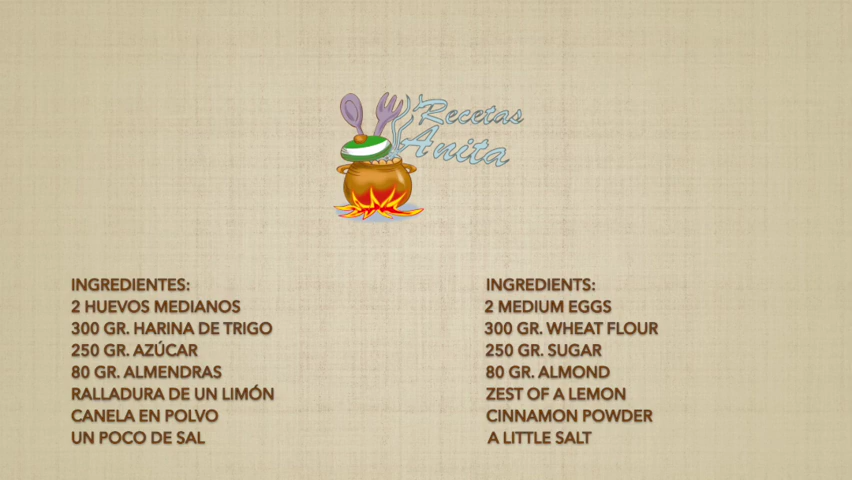 Recetas
Anita
INGREDIENTES:
2 HUEVOS MEDIANOS
300 GR. HARINA DE TRIGO
250 GR. AZÚCAR
80 GR. ALMENDRAS
RALLADURA DE UN LIMÓN
CANELA EN POLVO
UN POCO DE SAL
INGREDIENTS:
2 MEDIUM EGGS
300 GR. WHEAT FLOUR
250 GR. SUGAR
80 GR. ALMOND
ZEST OF A LEMON
CINNAMON POWDER
A LITTLE SALT